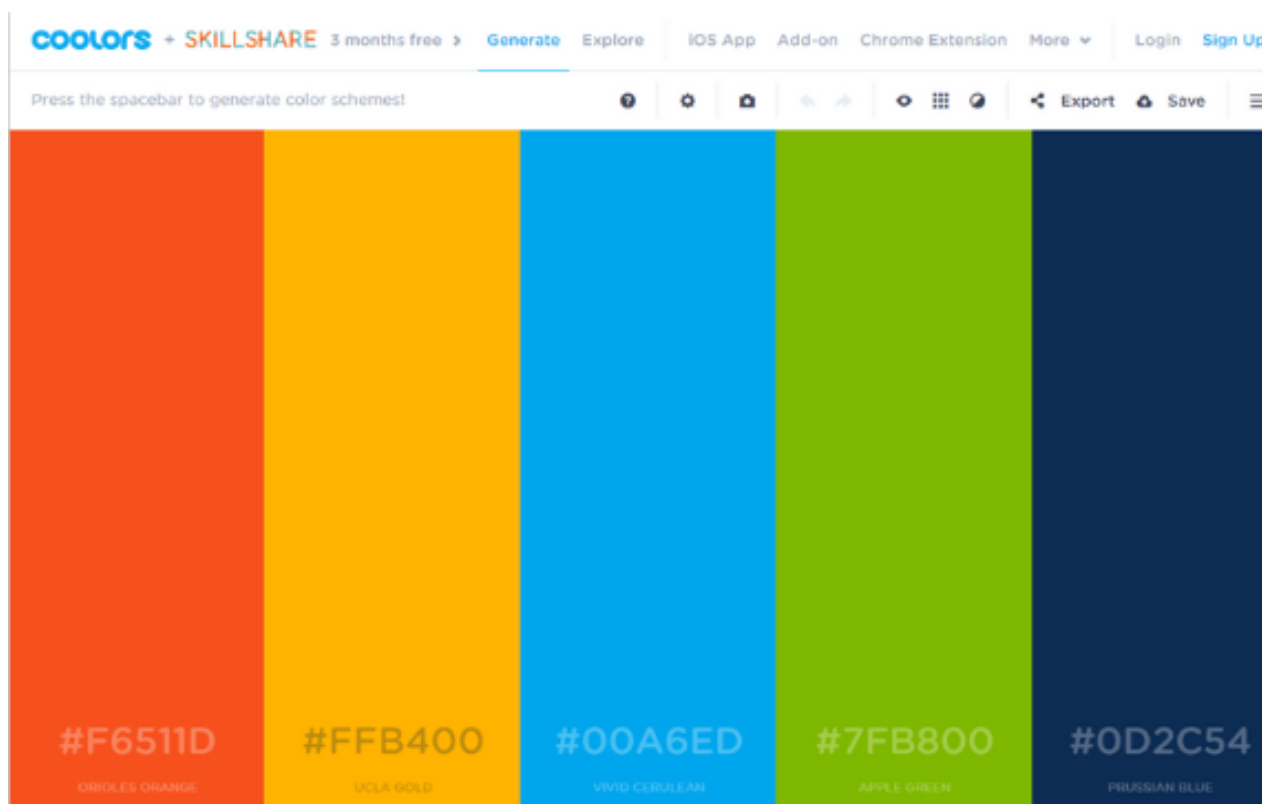 coolors + SKILLSHARE 3 months free > Generate Explore iOS App Add-on Chrome Extension More Login Sign Up
Press the spacebar to generate color schemes! Export Save
#F6511D #FFB400 #00A6ED #7FB800 #0D2C54
ORIOLES ORANGE UCLA GOLD VIVID CERULEAN APPLE GREEN PRUSSIAN BLUE